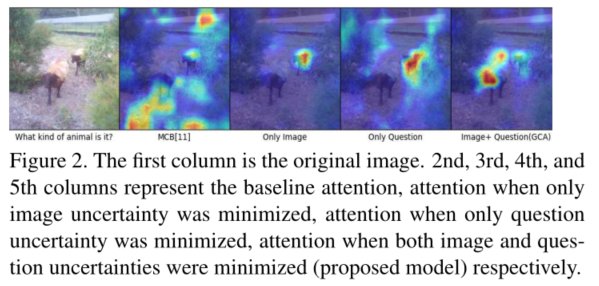 What kind of animal is it? MCB[11] Only Image Only Question Image+ Question(GCA)
Figure 2. The first column is the original image. 2nd, 3rd, 4th, and
5th columns represent the baseline attention, attention when only
image uncertainty was minimized, attention when only question
uncertainty was minimized, attention when both image and ques-
tion uncertainties were minimized (proposed model) respectively.